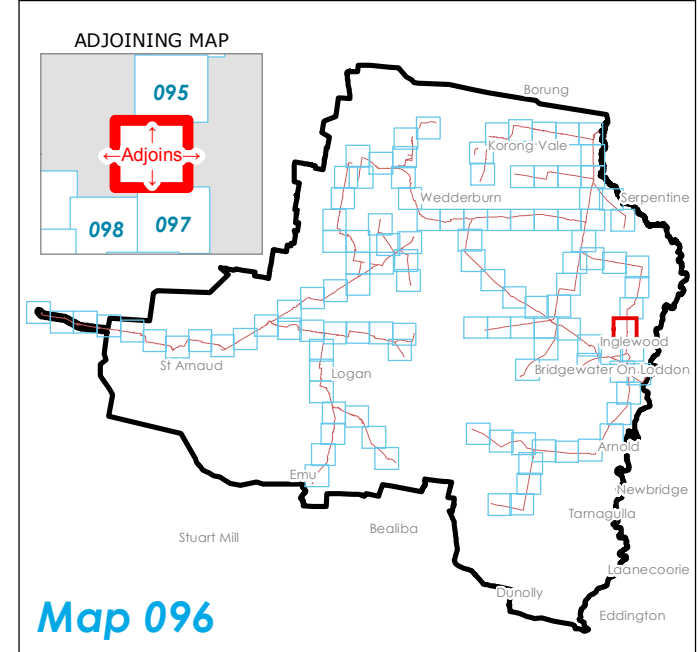 ADJOINING MAP
095
←Adjoins→
098
097
Borung
Korong Vale
Wedderburn
Serpentine
Inglewood
St Arnaud
Logan
Bridgewater On Loddon
Arnold
Emu
Newbridge
Tarnagulla
Stuart Mill
Bealiba
Laanecoorie
Dunolly
Eddington
Map 096